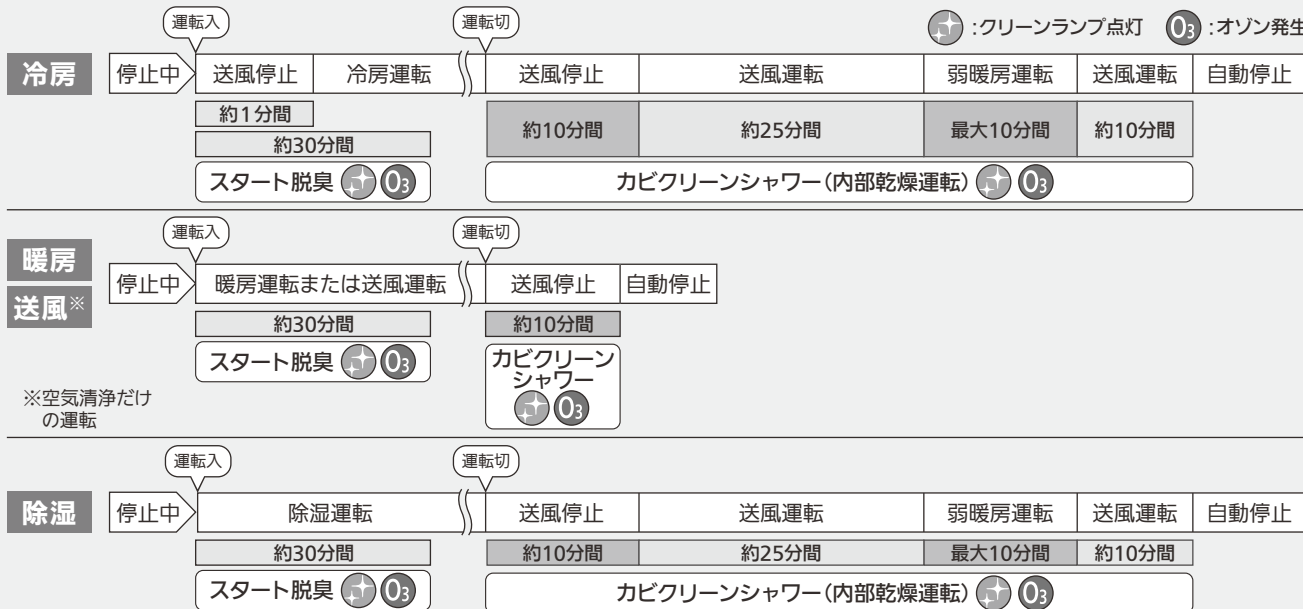 運転入 運転切 :クリーンランプ点灯 O3 :オゾン発生
冷房 停止中 送風停止 冷房運転 送風停止 送風運転 弱暖房運転 送風運転 自動停止
約1分間
約30分間
約10分間 約25分間 最大10分間 約10分間
スタート脱臭 O3 カビクリーンシャワー(内部乾燥運転) O3
運転入 運転切
暖房
送風※
停止中 暖房運転または送風運転 送風停止 自動停止
約30分間 約10分間
スタート脱臭 O3
カビクリーン
シャワー
O3
※空気清浄だけ
の運転
運転入 運転切
除湿 停止中 除湿運転 送風停止 送風運転 弱暖房運転 送風運転 自動停止
約30分間 約10分間 約25分間 最大10分間 約10分間
スタート脱臭 O3 カビクリーンシャワー(内部乾燥運転) O3